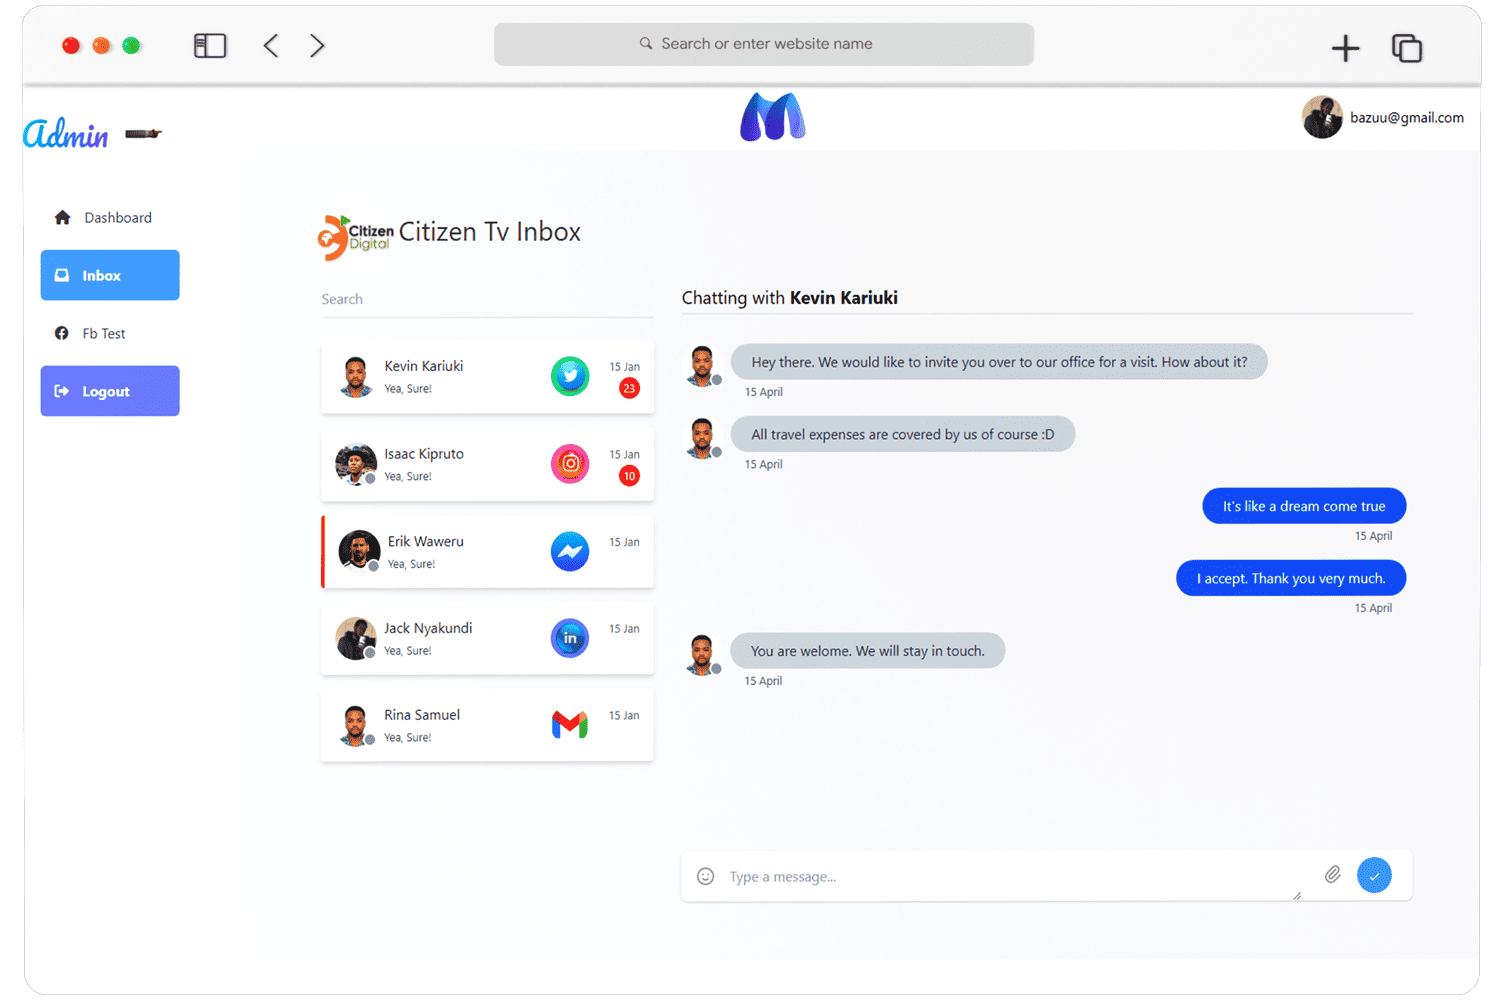 Search or enter website name
Admin
bazuu@gmail.com
Dashboard
Inbox
Fb Test
Logout
Citizen
Digital
Citizen Tv Inbox
Search
Kevin Kariuki
Yea, Sure!
15 Jan
23
Isaac Kipruto
Yea, Sure!
15 Jan
10
Erik Waweru
Yea, Sure!
15 Jan
Jack Nyakundi
Yea, Sure!
in
15 Jan
Rina Samuel
Yea, Sure!
15 Jan
Chatting with Kevin Kariuki
Hey there. We would like to invite you over to our office for a visit. How about it?
15 April
All travel expenses are covered by us of course :D
15 April
It's like a dream come true
15 April
I accept. Thank you very much.
15 April
You are welome. We will stay in touch.
15 April
Type a message...